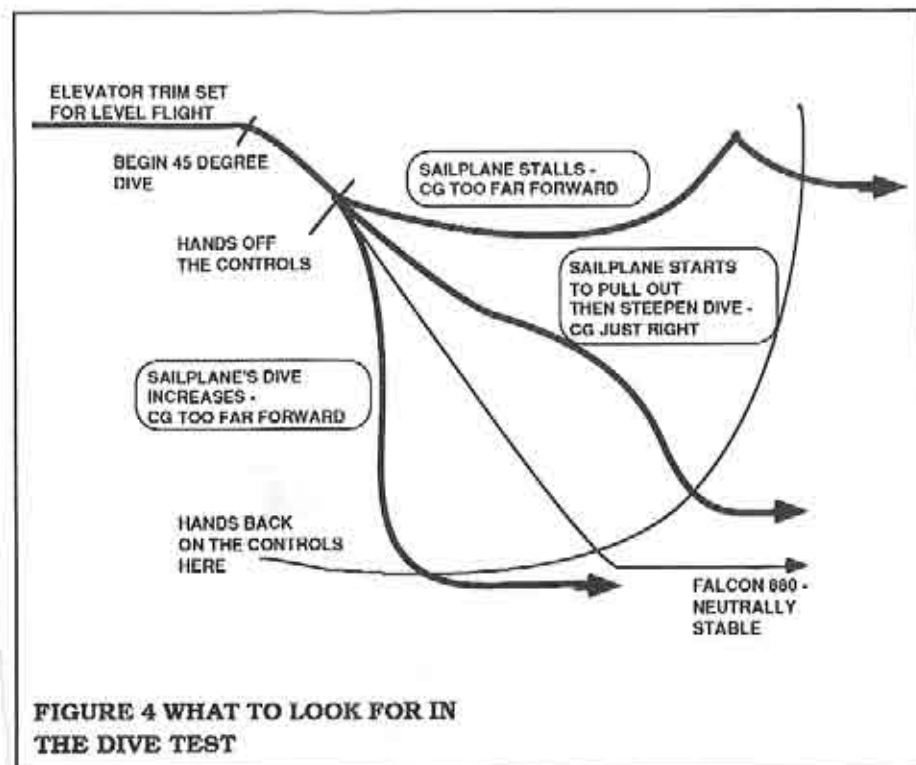 ELEVATOR TRIM SET
FOR LEVEL FLIGHT
BEGIN 45 DEGREE
DIVE
SAILPLANE STALLS -
CG TOO FAR FORWARD
HANDS OFF
THE CONTROLS
SAILPLANE STARTS
TO PULL OUT
THEN STEEPEN DIVE -
CG JUST RIGHT
SAILPLANE'S DIVE
INCREASES -
CG TOO FAR FORWARD
HANDS BACK
ON THE CONTROLS
HERE
FALCON 880 -
NEUTRALLY
STABLE
FIGURE 4 WHAT TO LOOK FOR IN
THE DIVE TEST